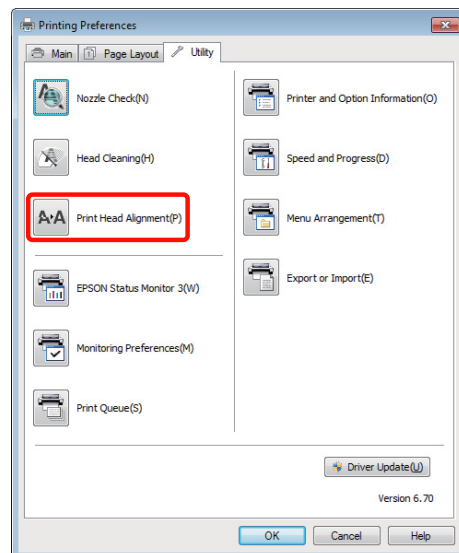 Printing Preferences
Main
Page Layout
Utility
Nozzle Check(N)
Head Cleaning(H)
Print Head Alignment(P)
EPSON Status Monitor 3(W)
Monitoring Preferences(M)
Print Queue(S)
Printer and Option Information(O)
Speed and Progress(D)
Menu Arrangement(T)
Export or Import(E)
Driver Update(U)
Version 6.70
OK
Cancel
Help